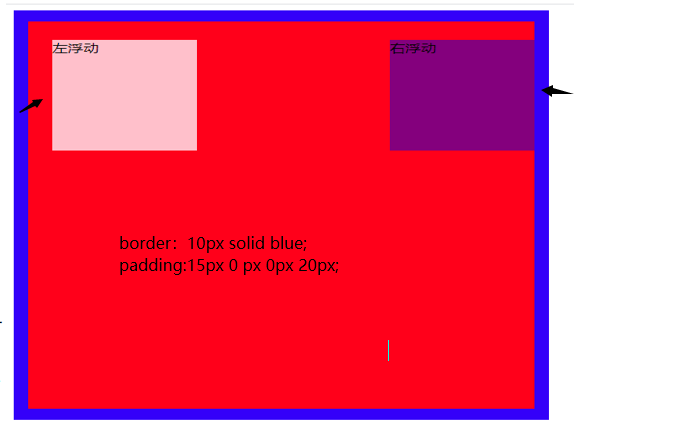 左浮动
右浮动
border：10px solid blue;
padding:15px 0 px 0px 20px;